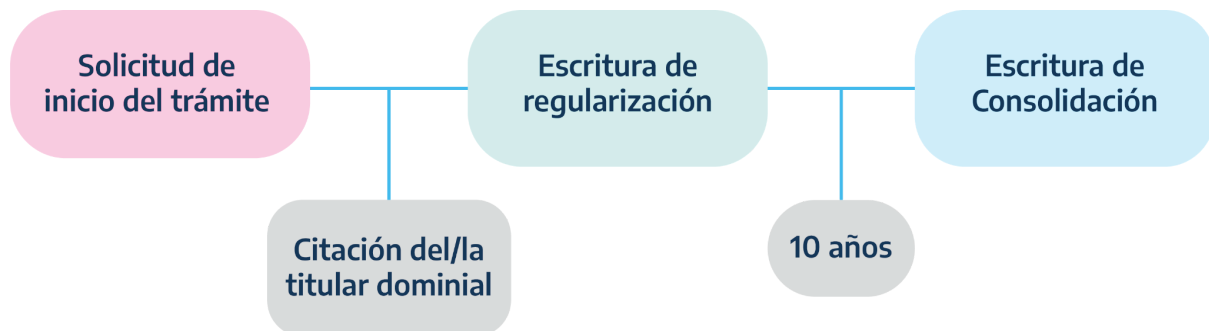 Solicitud de
inicio del trámite
Escritura de
regularización
Escritura de
Consolidación
Citación del/la
titular dominial
10 años